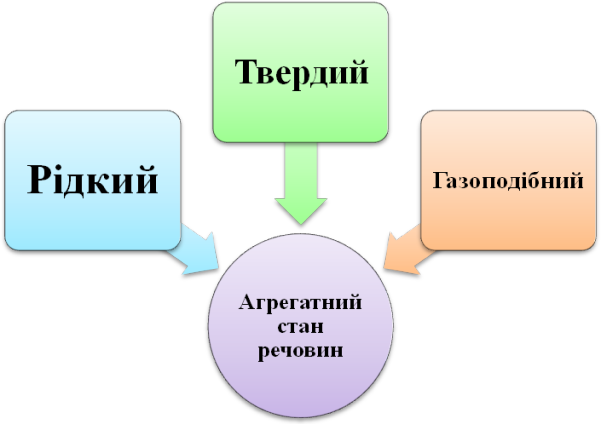 Твердий
Рідкий
Газоподібний
Агрегатний
стан
речовин